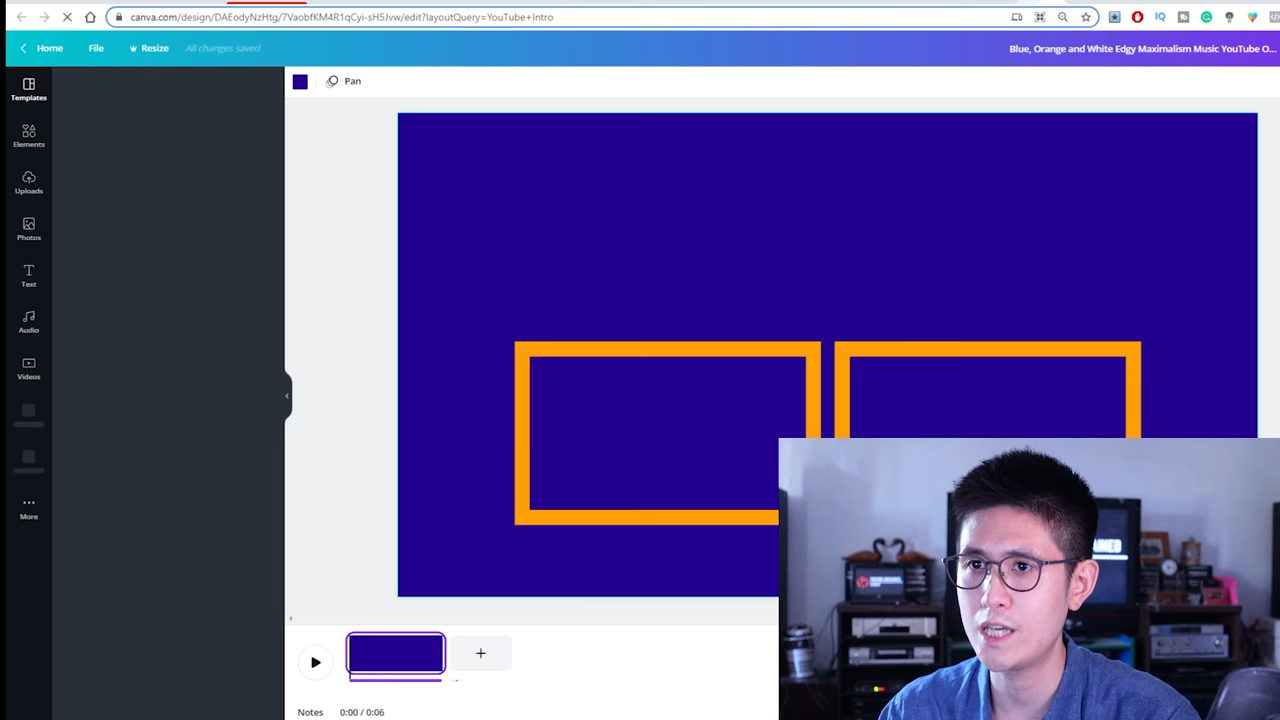 canva.com/design/DAEodyNzHtg/7VaobfKM4R1qCyi-sH5Jvw/edit?layoutQuery=YouTube+Intro
Home
File
Resize
All changes saved
Blue, Orange and White Edgy Maximalism Music YouTube O...
Templates
Elements
Uploads
Photos
Text
Audio
Videos
More
Pan
Notes
0:00 / 0:06